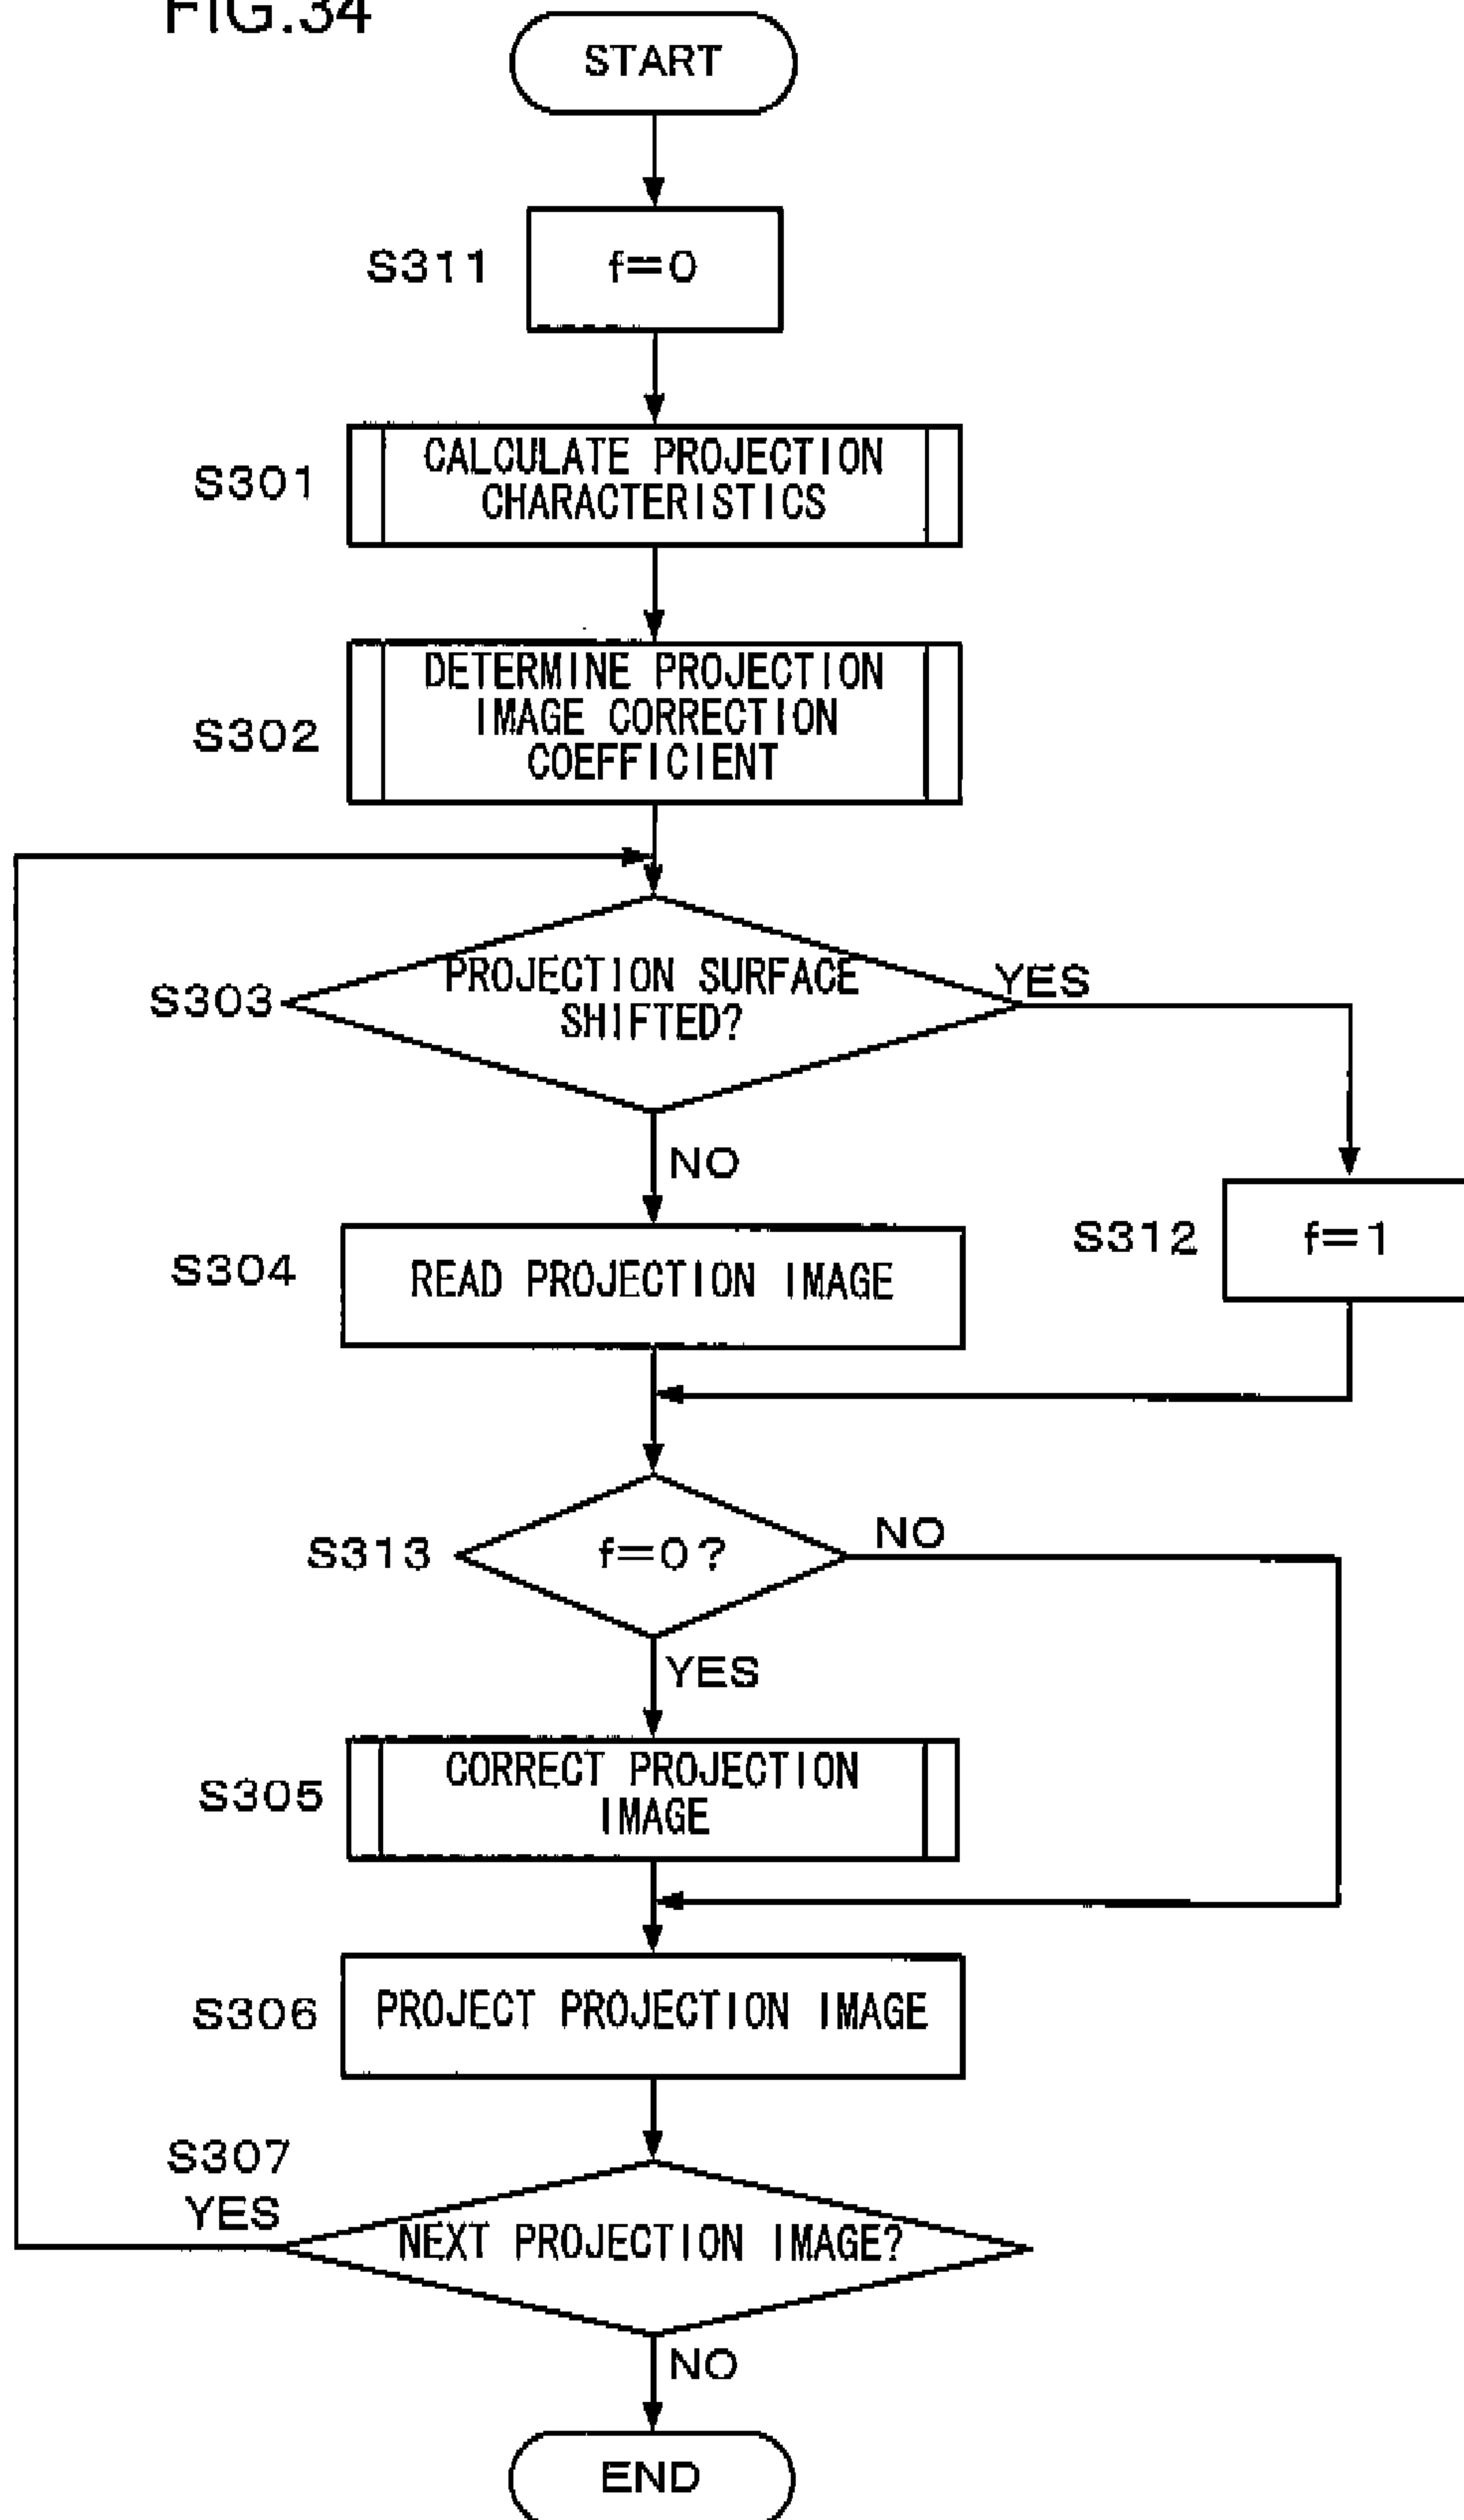 FIG.34
START
S311
f=0
S301
CALCULATE PROJECTION
CHARACTERISTICS
S302
DETERMINE PROJECTION
IMAGE CORRECTION
COEFFICIENT
S303
PROJECTION SURFACE
SHIFTED?
YES
NO
S312
f=1
S304
READ PROJECTION IMAGE
S313
f=0?
NO
YES
S305
CORRECT PROJECTION
IMAGE
S306
PROJECT PROJECTION IMAGE
S307
YES
NEXT PROJECTION IMAGE?
NO
END